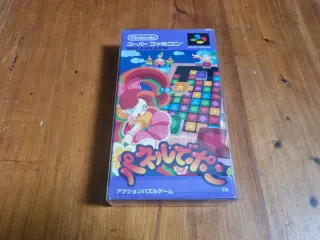 Nintendo
スーパーファミコン
パネルでポン
アクションパズルゲーム
TM